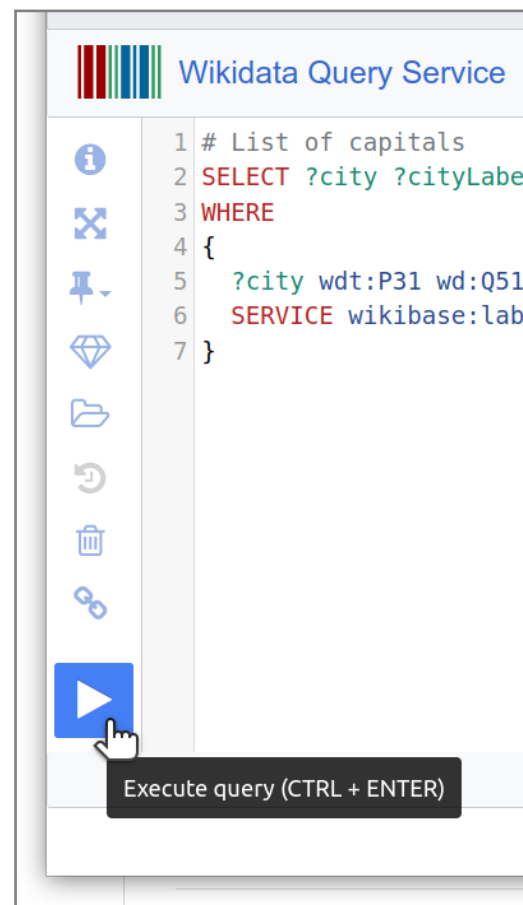 Wikidata Query Service
1 # List of capitals
2 SELECT ?city ?cityLabe
3 WHERE
4 {
5 ?city wdt:P31 wd:Q51
6 SERVICE wikibase:lab
7 }
Execute query (CTRL + ENTER)